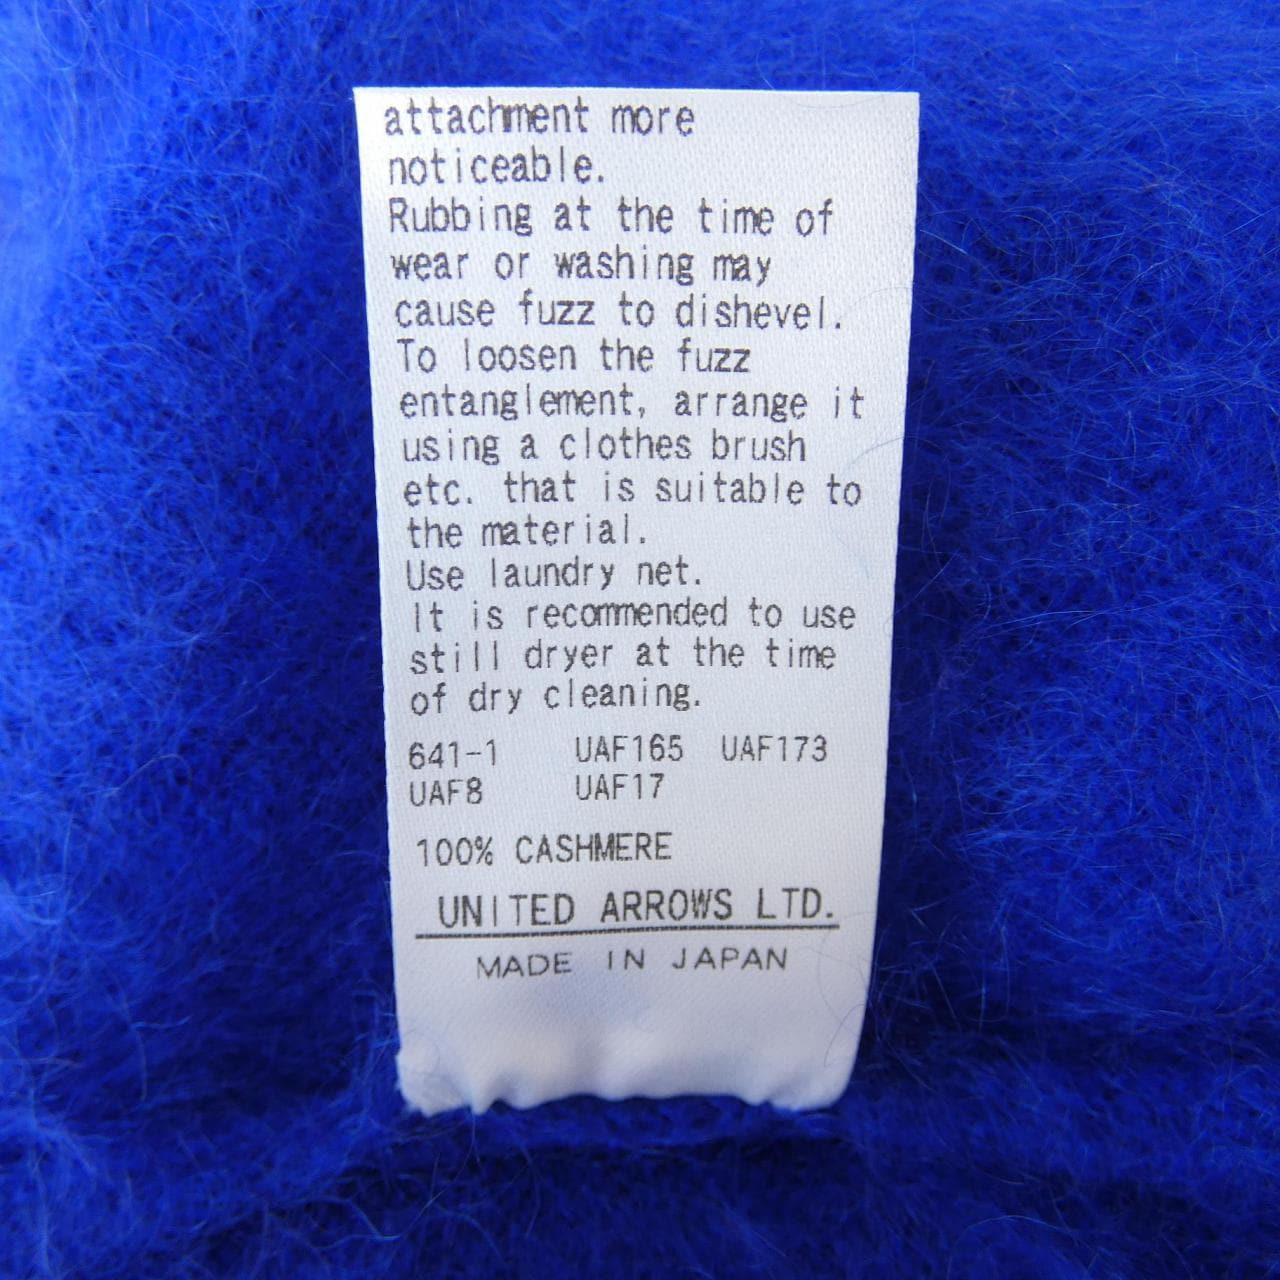 attachment more
noticeable.
Rubbing at the time of
wear or washing may
cause fuzz to dishevel.
To loosen the fuzz
entanglement, arrange it
using a clothes brush
etc. that is suitable to
the material.
Use laundry net.
It is recommended to use
still dryer at the time
of dry cleaning.
641-1 UAF165 UAF173
UAF8 UAF17
100% CASHMERE
UNITED ARROWS LTD.
MADE IN JAPAN